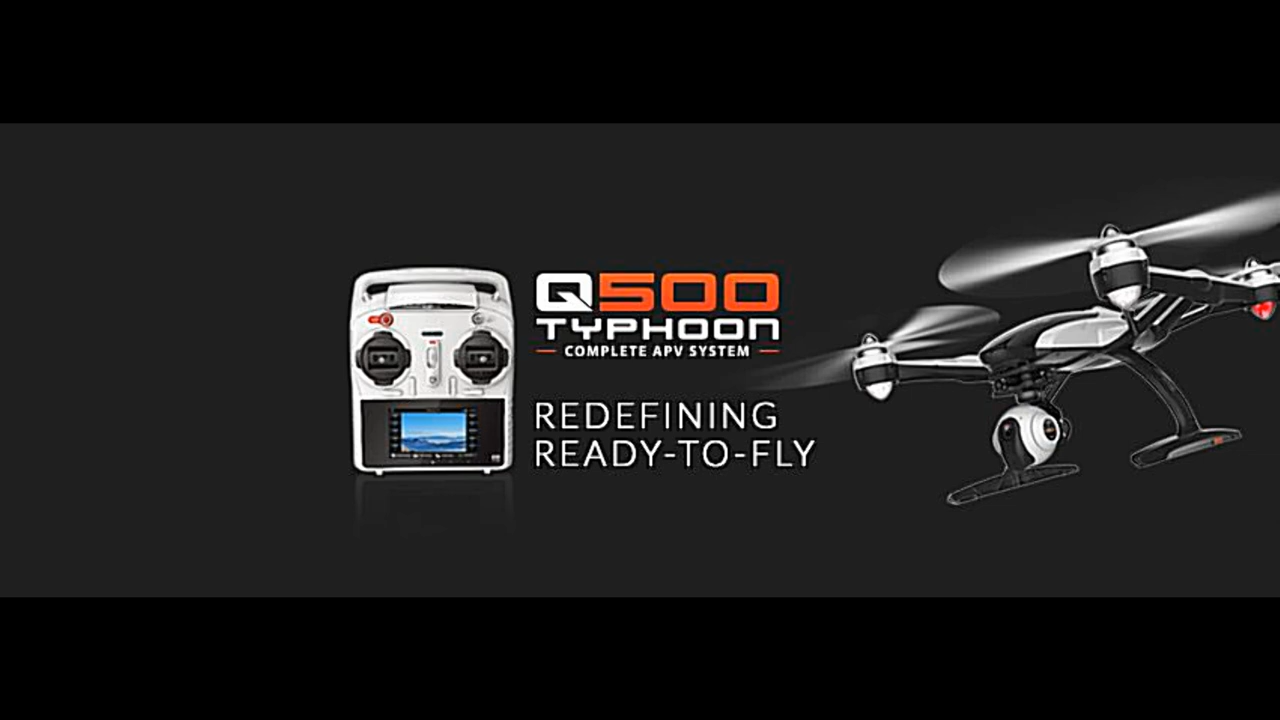 Q500
TYPHOON
COMPLETE APV SYSTEM
REDEFINING
READY-TO-FLY